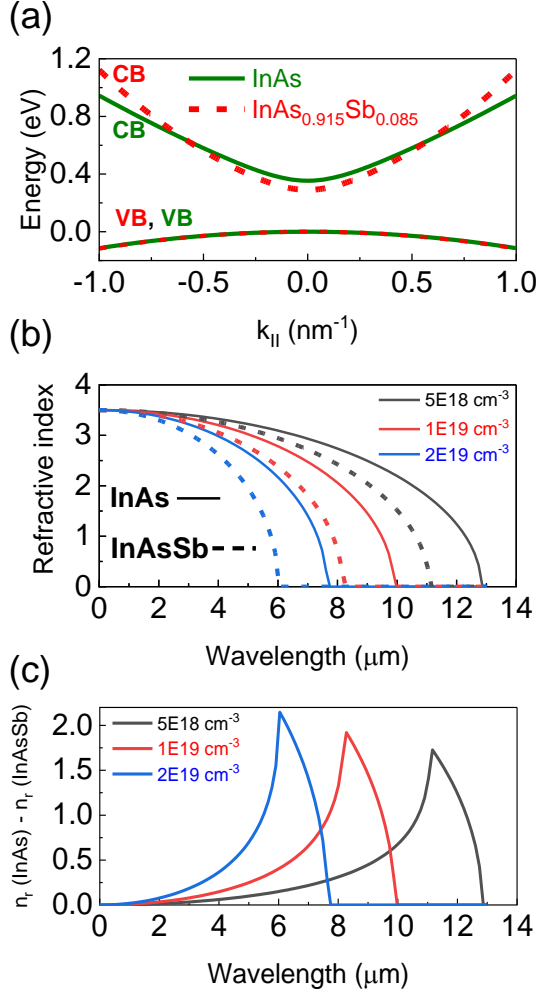 (a)
1.2
0.8
0.4
0.0
Energy (eV)
CB
CB
VB, VB
InAs
InAs0.915Sb0.085
-1.0 -0.5 0.0 0.5 1.0
k|| (nm-1)
(b)
4
3
2
1
0
Refractive index
5E18 cm-3
1E19 cm-3
2E19 cm-3
InAs
InAsSb
0 2 4 6 8 10 12 14
Wavelength (μm)
(c)
2.0
1.5
0.75
0.25
0.0
nr (InAs) - nr (InAsSb)
5E18 cm-3
1E19 cm-3
2E19 cm-3
0 2 4 6 8 10 12 14
Wavelength (μm)